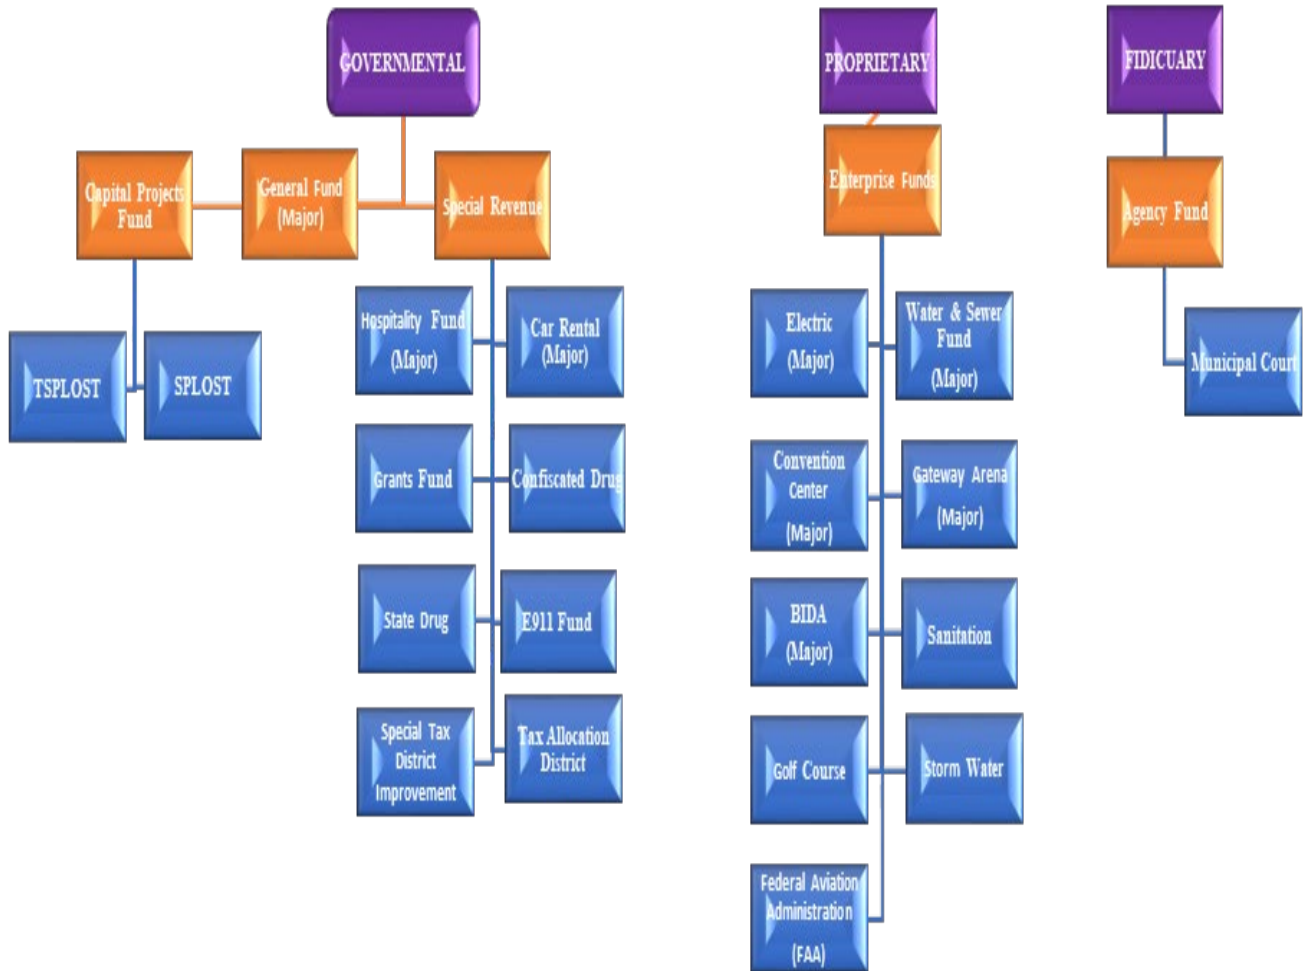 GOVERNMENTAL
PROPRIETARY
FIDICUARY
Capital Projects
Fund
General Fund
(Major)
Special Revenue
Enterprise Funds
Agency Fund
TSPLOST
SPLOST
Hospitality Fund
(Major)
Car Rental
(Major)
Grants Fund
Confiscated Drug
State Drug
E911 Fund
Special Tax
District
Improvement
Tax Allocation
District
Electric
(Major)
Water & Sewer
Fund
(Major)
Convention
Center
(Major)
Gateway Arena
(Major)
BIDA
(Major)
Sanitation
Golf Course
Storm Water
Federal Aviation
Administration
(FAA)
Municipal Court